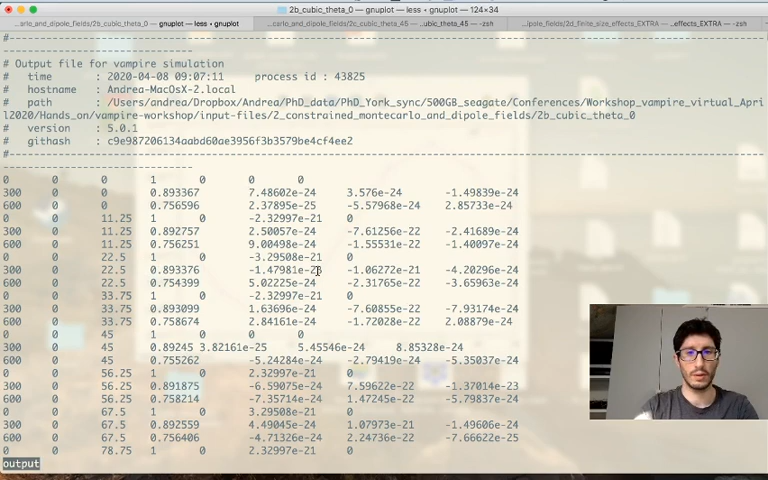 2b_cubic_theta_0 — gnuplot — less ‹ gnuplot — 124×34
...arlo_and_dipole_fields/2b_cubic_theta_0 — gnuplot — less ‹ gnuplot ...carlo_and_dipole_fields/2b_cubic_theta_45 — ...ubic_theta_45 — -zsh ...ipole_fields/2d_finite_size_effects_EXTRA — ...effects_EXTRA — -zsh
# Output file for vampire simulation
# time : 2020-04-08 09:07:11 process id : 43825
# hostname : Andrea-MacOsX-2.local
# path : /Users/andrea/Dropbox/Andrea/PhD_data/PhD_York_sync/500GB_seagate/Conferences/Workshop_vampire_virtual_Apri
l2020/Hands_on/vampire-workshop/input-files/2_constrained_montecarlo_and_dipole_fields/2b_cubic_theta_0
# version : 5.0.1
# githash : c9e987206134aabd60ae3956f3b3579be4cf4ee2
0 0 0 1 0 0 0
300 0 0 0.893367 7.48602e-24 3.576e-24 -1.49839e-24
600 0 0 0.756596 2.37895e-25 -5.57968e-24 2.85733e-24
0 0 11.25 1 0 -2.32997e-21 0
300 0 11.25 0.892757 2.50057e-24 -7.61256e-22 -2.41689e-24
600 0 11.25 0.756251 9.00498e-24 -1.55531e-22 -1.40097e-24
0 0 22.5 1 0 -3.29508e-21 0
300 0 22.5 0.893376 -1.06272e-21 -4.20296e-24
600 0 22.5 0.754399 5.02225e-24 -2.31765e-22 -3.65963e-24
0 0 33.75 1 0 -2.32997e-21 0
300 0 33.75 0.893099 1.63696e-24 -7.60855e-22 -7.93174e-24
600 0 33.75 0.758674 2.84161e-24 -1.72028e-22 2.08879e-24
0 0 45 1 0 0 0
300 0 45 0.89245 3.82161e-25 5.45546e-24 8.85328e-24
600 0 45 0.755262 -5.24284e-24 -2.79419e-24 -5.35037e-24
0 0 56.25 1 0 2.32997e-21 0
300 0 56.25 0.891875 -6.59075e-24 7.59622e-22 -1.37014e-23
600 0 56.25 0.758214 -7.35714e-24 1.47245e-22 -5.79837e-24
0 0 67.5 1 0 3.29508e-21 0
300 0 67.5 0.892559 4.49045e-24 1.07973e-21 -1.49606e-24
600 0 67.5 0.756406 -4.71326e-24 2.24736e-22 -7.66622e-25
0 0 78.75 1 0 2.32997e-21 0
output